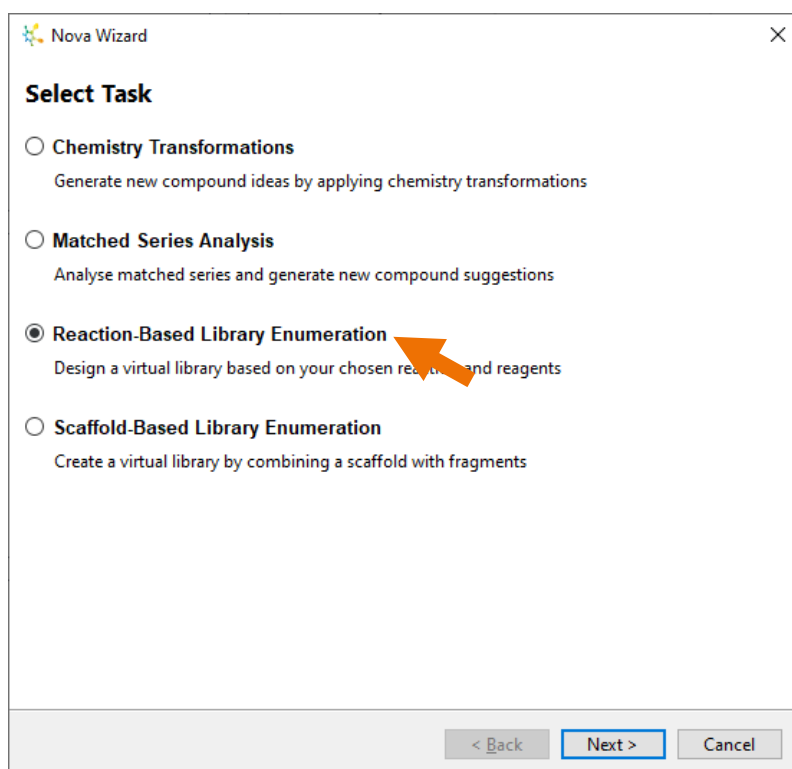 Nova Wizard
Select Task
Chemistry Transformations
Generate new compound ideas by applying chemistry transformations
Matched Series Analysis
Analyse matched series and generate new compound suggestions
Reaction-Based Library Enumeration
Design a virtual library based on your chosen reaction and reagents
Scaffold-Based Library Enumeration
Create a virtual library by combining a scaffold with fragments
< Back Next > Cancel